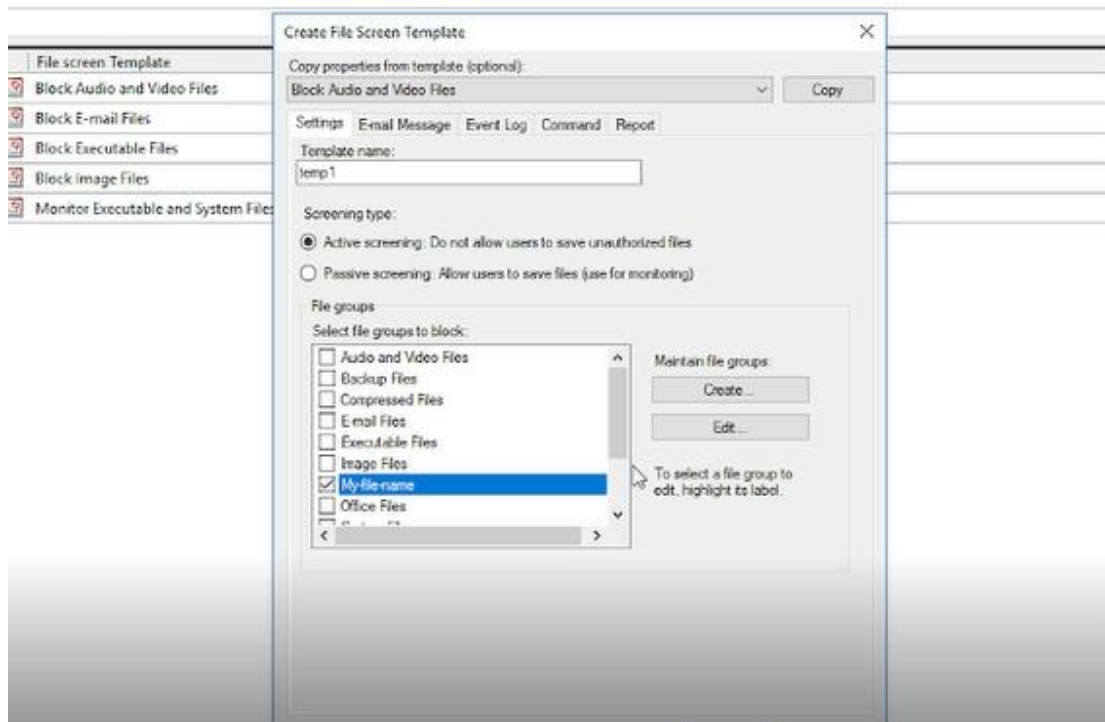 Create File Screen Template
File screen Template
Block Audio and Video Files
Block E-mail Files
Block Executable Files
Block Image Files
Monitor Executable and System Files
Copy properties from template (optional):
Block Audio and Video Files
Copy
Settings E-mail Message Event Log Command Report
Template name:
temp1
Screening type:
Active screening: Do not allow users to save unauthorized files
Passive screening: Allow users to save files (use for monitoring)
File groups
Select file groups to block:
Audio and Video Files
Backup Files
Compressed Files
E-mail Files
Executable Files
Image Files
My-file-name
Office Files
Maintain file groups:
Create...
Edit...
To select a file group to
edit, highlight its label.